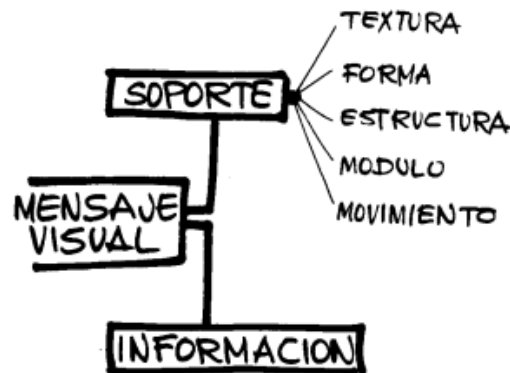 TEXTURA
FORMA
SOPORTE
ESTRUCTURA
MODULO
MOVIMIENTO
MENSAJE
VISUAL
INFORMACION